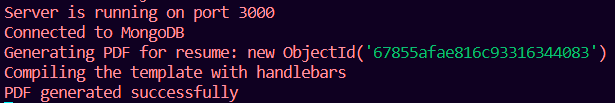 Server is running on port 3000
Connected to MongoDB
Generating PDF for resume: new ObjectId('67855afae816c93316344083')
Compiling the template with handlebars
PDF generated successfully